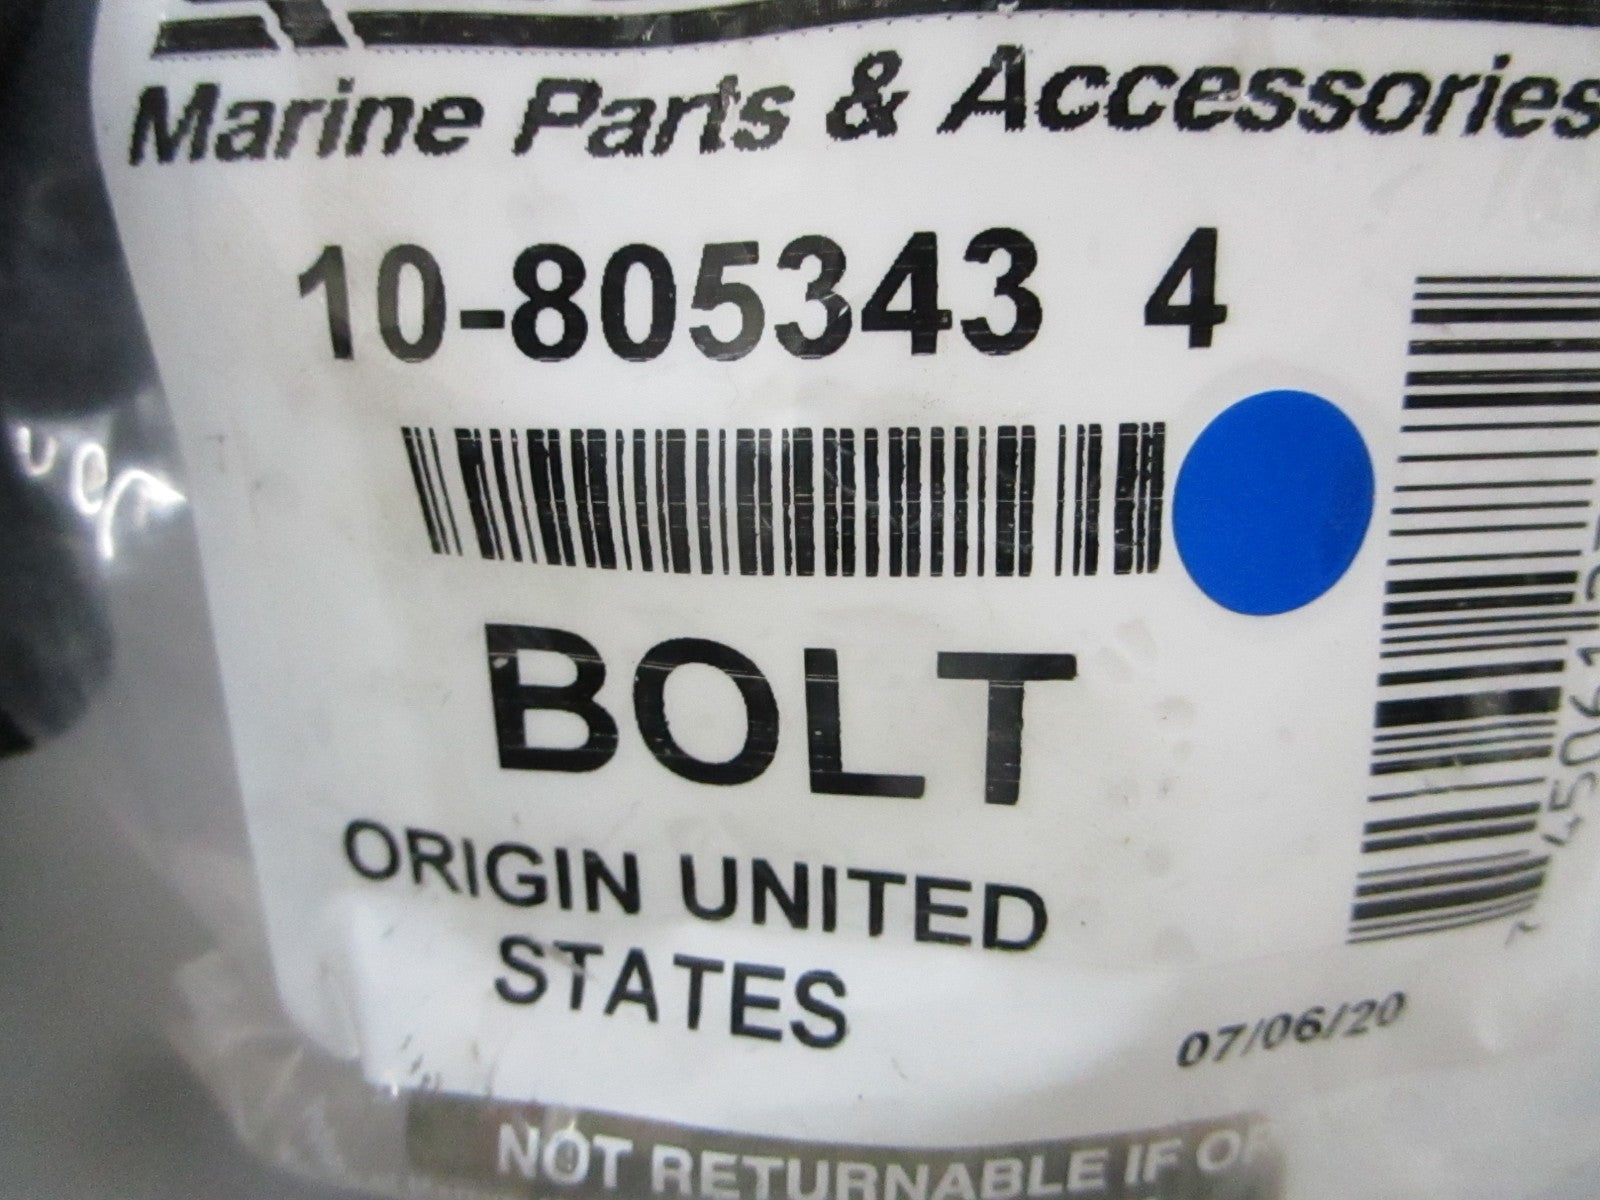 Marine Parts & Accessories
10-805343 4
BOLT
ORIGIN UNITED
STATES
07/06/20
NOT RETURNABLE IF